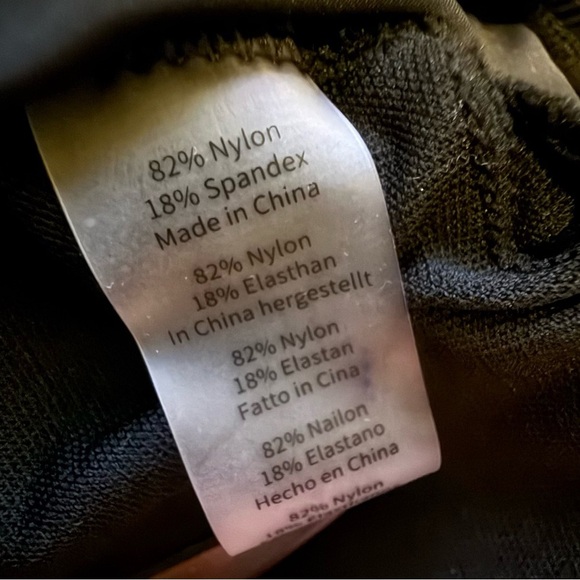 82% Nylon
18% Spandex
Made in China
82% Nylon
18% Elasthan
In China hergestellt
82% Nylon
18% Elastan
Fatto in Cina
82% Nailon
18% Elastano
Hecho en China
82% Nylon
18%